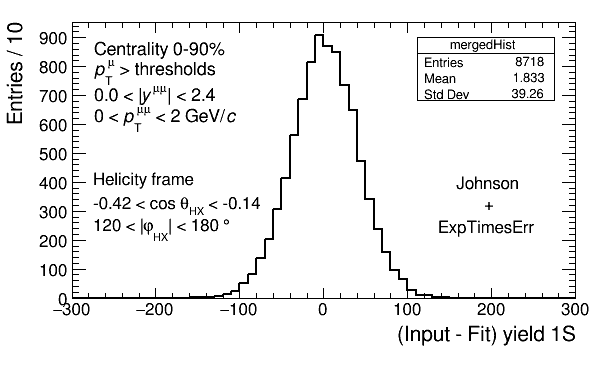 Entries / 10
900
800
700
600
500
400
300
200
100
0
Centrality 0-90%
p_T^μ > thresholds
0.0 < |y^μμ| < 2.4
0 < p_T^μμ < 2 GeV/c
Helicity frame
-0.42 < cos θ_HX < -0.14
120 < |φ_HX| < 180 °
mergedHist
Entries 8718
Mean 1.833
Std Dev 39.26
Johnson
+
ExpTimesErr
−300 −200 −100 0 100 200 300
(Input - Fit) yield 1S